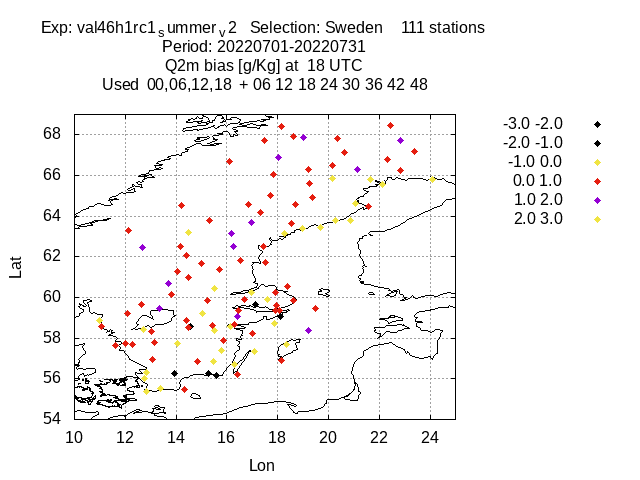 Exp: val46h1rc1ₛummerᵥ2 Selection: Sweden 111 stations
Period: 20220701-20220731
Q2m bias [g/Kg] at 18 UTC
Used 00,06,12,18 + 06 12 18 24 30 36 42 48
-3.0 -2.0
-2.0 -1.0
-1.0 0.0
0.0 1.0
1.0 2.0
2.0 3.0
68
66
64
62
60
58
56
54
Lat
10 12 14 16 18 20 22 24
Lon